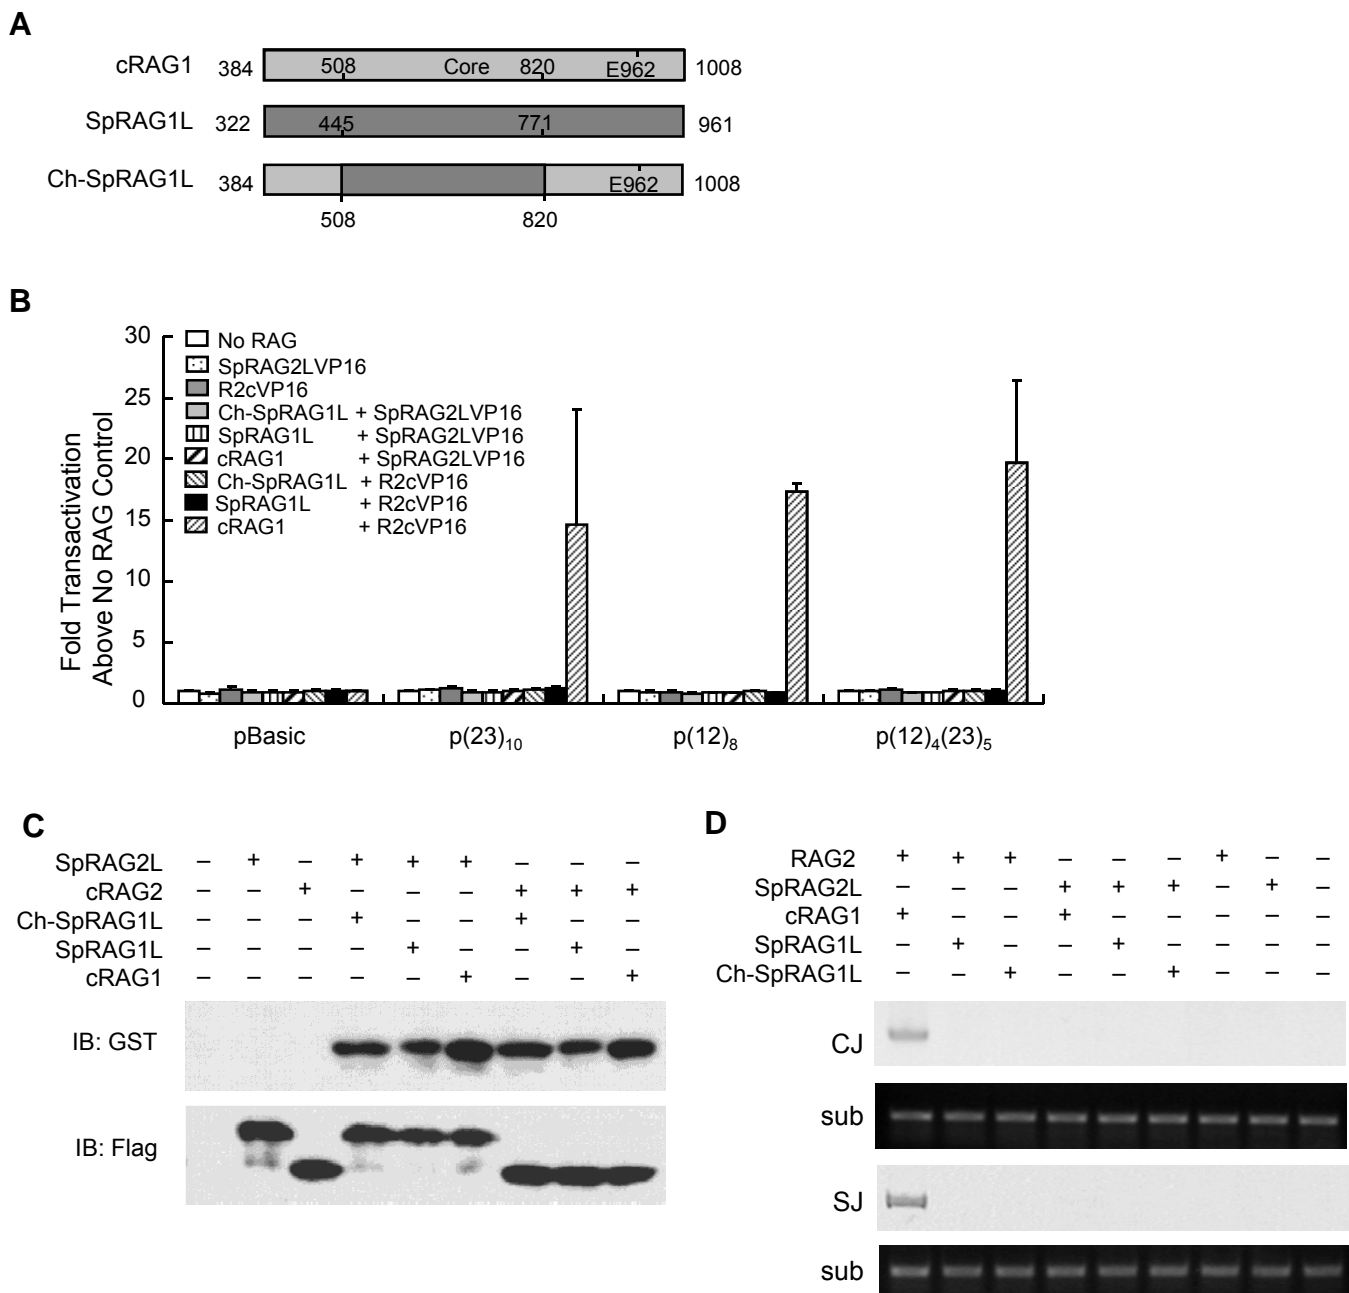 A
cRAG1 384 508 Core 820 E962 1008
SpRAG1L 322 445 771 961
Ch-SpRAG1L 384 E962 1008
508 820
B
Fold Transactivation
Above No RAG Control
30
25
20
15
10
5
0
No RAG
SpRAG2LVP16
R2cVP16
Ch-SpRAG1L + SpRAG2LVP16
SpRAG1L + SpRAG2LVP16
cRAG1 + SpRAG2LVP16
Ch-SpRAG1L + R2cVP16
SpRAG1L + R2cVP16
cRAG1 + R2cVP16
pBasic p(23)10 p(12)8 p(12)4(23)5
C
SpRAG2L – + – + + + – – –
cRAG2 – – + – – – + + +
Ch-SpRAG1L – – – + – – + – –
SpRAG1L – – – – + – – + –
cRAG1 – – – – – + – – +
IB: GST
IB: Flag
D
RAG2 + + + – – – + – –
SpRAG2L – – – + + + – + –
cRAG1 + – – + – – – – –
SpRAG1L – + – – + – – – –
Ch-SpRAG1L – – + – – + – – –
CJ
sub
SJ
sub